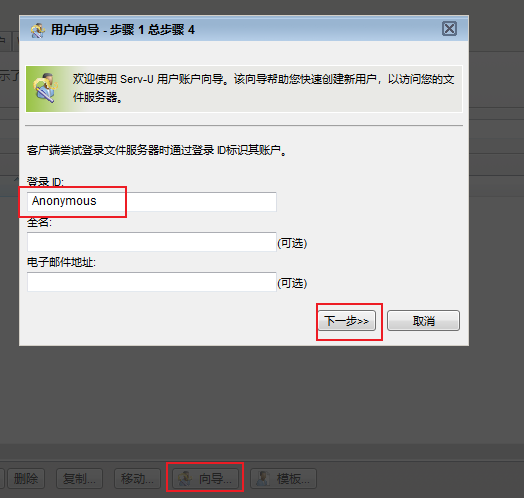 用户向导 - 步骤 1 总步骤 4
欢迎使用 Serv-U 用户账户向导。该向导帮助您快速创建新用户，以访问您的文
件服务器。
客户端尝试登录文件服务器时通过登录 ID标识其账户。
登录 ID:
Anonymous
全名:
(可选)
电子邮件地址:
(可选)
下一步>> 取消
删除 复制... 移动... 向导... 模板...